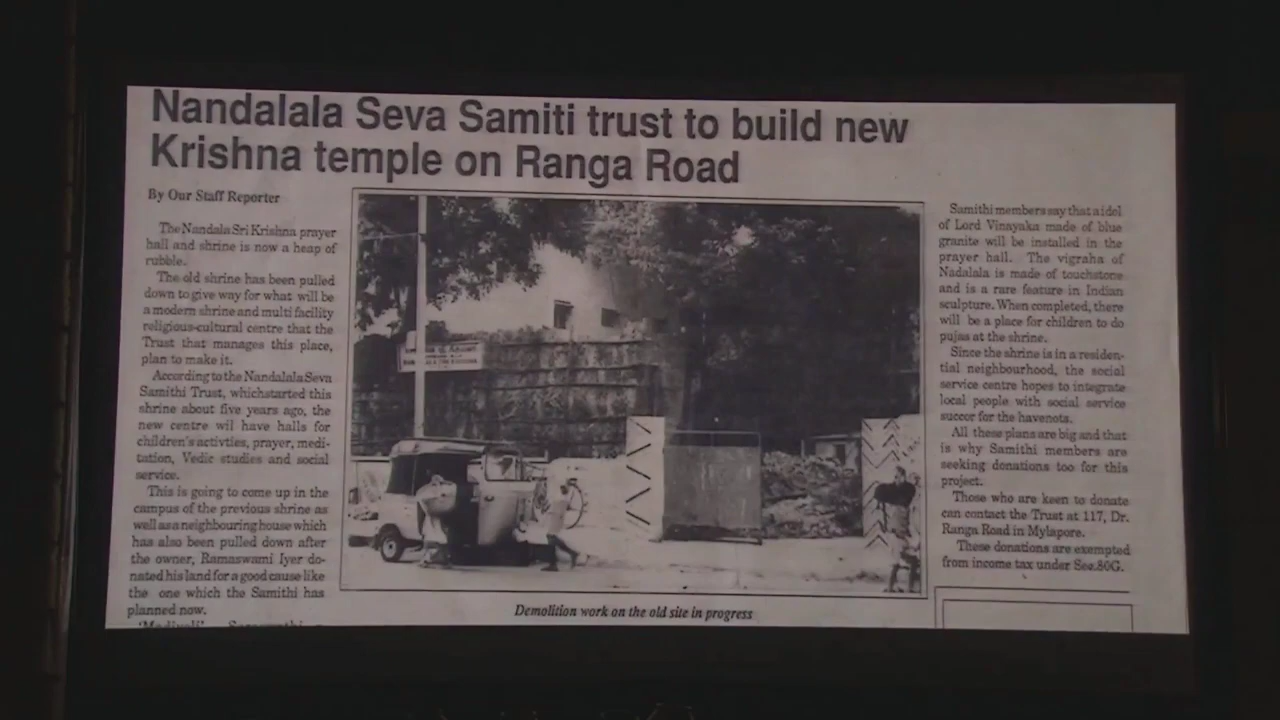 Nandalala Seva Samiti trust to build new
Krishna temple on Ranga Road
By Our Staff Reporter
The Nandala Sri Krishna prayer
hall and shrine is now a heap of
rubble.
The old shrine has been pulled
down to give way for what will be
a modern shrine and multi facility
religious-cultural centre that the
Trust that manages this place,
plan to make it.
According to the Nandalala Seva
Samithi Trust, whichstarted this
shrine about five years ago, the
new centre wil have halls for
children's activties, prayer, medi-
tation, Vedic studies and social
service.
This is going to come up in the
campus of the previous shrine as
well as a neighbouring house which
has also been pulled down after
the owner, Ramaswami Iyer do-
nated his land for a good cause like
the one which the Samithi has
planned now.
Demolition work on the old site in progress
Samithi members say that a idol
of Lord Vinayaka made of blue
granite will be installed in the
prayer hall. The vigraha of
Nadalala is made of touchstone
and is a rare feature in Indian
sculpture. When completed, there
will be a place for children to do
pujas at the shrine.
Since the shrine is in a residen-
tial neighbourhood, the social
service centre hopes to integrate
local people with social service
succor for the havenots.
All these plans are big and that
is why Samithi members are
seeking donations too for this
project.
Those who are keen to donate
can contact the Trust at 117, Dr.
Ranga Road in Mylapore.
These donations are exempted
from income tax under Sec.80G.